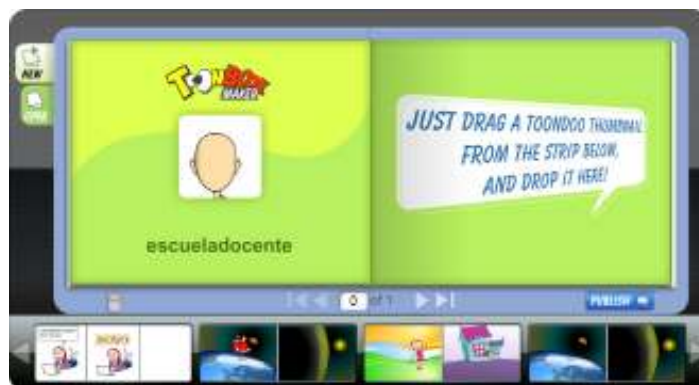 NEW
TOONBOOK
MAKER
escueladocente
JUST DRAG A TOONDOO THUMBNAIL
FROM THE STRIP BELOW,
AND DROP IT HERE!
0 of 1
PUBLISH